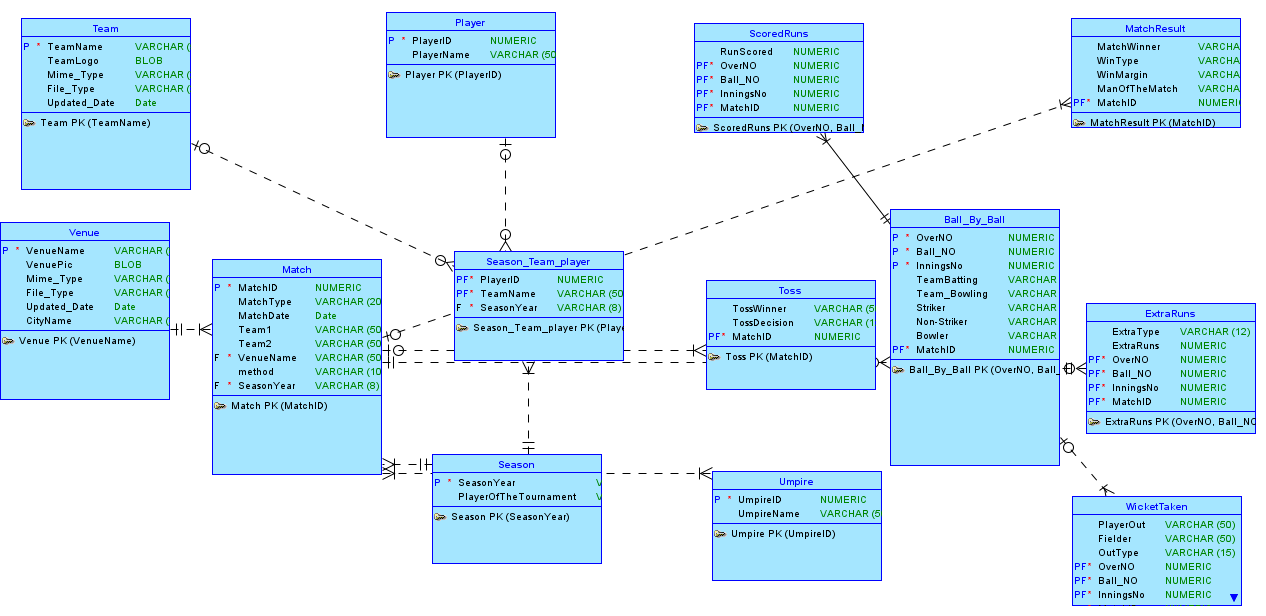 Team
P * TeamName VARCHAR (
TeamLogo BLOB
Mime_Type VARCHAR (
File_Type VARCHAR (
Updated_Date Date
Team PK (TeamName)
Player
P * PlayerID NUMERIC
PlayerName VARCHAR (50
Player PK (PlayerID)
ScoredRuns
RunScored NUMERIC
PF* OverNO NUMERIC
PF* Ball_NO NUMERIC
PF* InningsNo NUMERIC
PF* MatchID NUMERIC
ScoredRuns PK (OverNO, Ball_
MatchResult
MatchWinner VARCHA
WinType VARCHA
WinMargin VARCHA
ManOfTheMatch VARCHA
PF* MatchID NUMERI
MatchResult PK (MatchID)
Venue
P * VenueName VARCHAR (
VenuePic BLOB
Mime_Type VARCHAR (
File_Type VARCHAR (
Updated_Date Date
CityName VARCHAR (
Venue PK (VenueName)
Match
P * MatchID NUMERIC
MatchType VARCHAR (20
MatchDate Date
Team1 VARCHAR (50
Team2 VARCHAR (50
F * VenueName VARCHAR (50
method VARCHAR (10
F * SeasonYear VARCHAR (8)
Match PK (MatchID)
Season_Team_player
PF* PlayerID NUMERIC
PF* TeamName VARCHAR (50
F * SeasonYear VARCHAR (8)
Season_Team_player PK (Playe
Toss
TossWinner VARCHAR (5
TossDecision VARCHAR (1
PF* MatchID NUMERIC
Toss PK (MatchID)
Ball_By_Ball
P * OverNO NUMERIC
P * Ball_NO NUMERIC
P * InningsNo NUMERIC
TeamBatting VARCHAR
Team_Bowling VARCHAR
Striker VARCHAR
Non-Striker VARCHAR
Bowler VARCHAR
PF* MatchID NUMERIC
Ball_By_Ball PK (OverNO, Ball_
ExtraRuns
ExtraType VARCHAR (12)
ExtraRuns NUMERIC
PF* OverNO NUMERIC
PF* Ball_NO NUMERIC
PF* InningsNo NUMERIC
PF* MatchID NUMERIC
ExtraRuns PK (OverNO, Ball_NO
Season
P * SeasonYear V
PlayerOfTheTournament V
Season PK (SeasonYear)
Umpire
P * UmpireID NUMERIC
UmpireName VARCHAR (5
Umpire PK (UmpireID)
WicketTaken
PlayerOut VARCHAR (50)
Fielder VARCHAR (50)
OutType VARCHAR (15)
PF* OverNO NUMERIC
PF* Ball_NO NUMERIC
PF* InningsNo NUMERIC